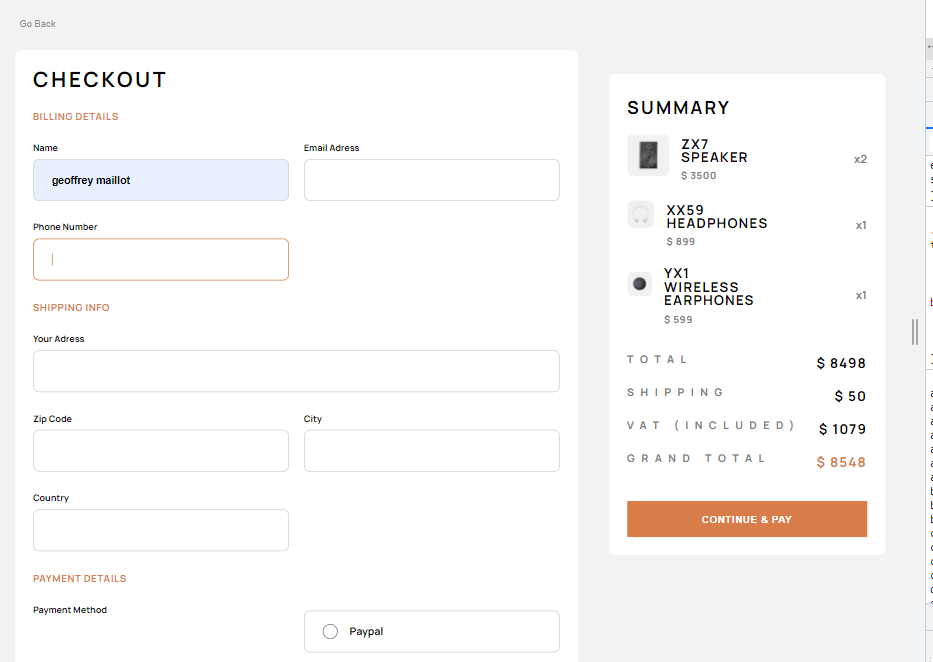 Go Back
CHECKOUT
BILLING DETAILS
Name
Email Adress
geoffrey maillot
Phone Number
SHIPPING INFO
Your Adress
Zip Code
City
Country
PAYMENT DETAILS
Payment Method
Paypal
SUMMARY
ZX7
SPEAKER
$ 3500
x2
XX59
HEADPHONES
$ 899
x1
YX1
WIRELESS
EARPHONES
$ 599
x1
TOTAL
$ 8498
SHIPPING
$ 50
VAT (INCLUDED)
$ 1079
GRAND TOTAL
$ 8548
CONTINUE & PAY